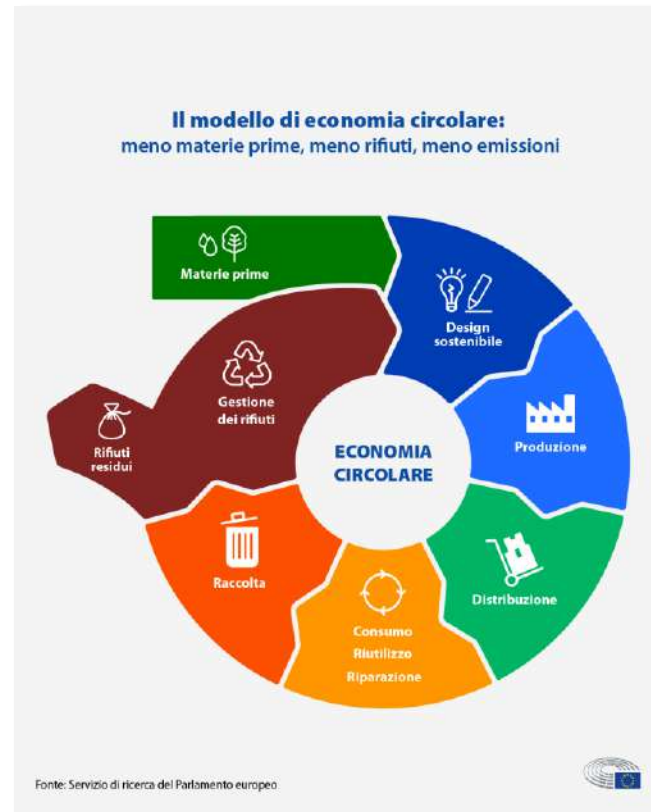 Il modello di economia circolare:
meno materie prime, meno rifiuti, meno emissioni
Materie prime
Design
sostenibile
Produzione
Distribuzione
Consumo
Riutilizzo
Riparazione
Raccolta
Gestione
dei rifiuti
Rifiuti
residui
ECONOMIA
CIRCOLARE
Fonte: Servizio di ricerca del Parlamento europeo